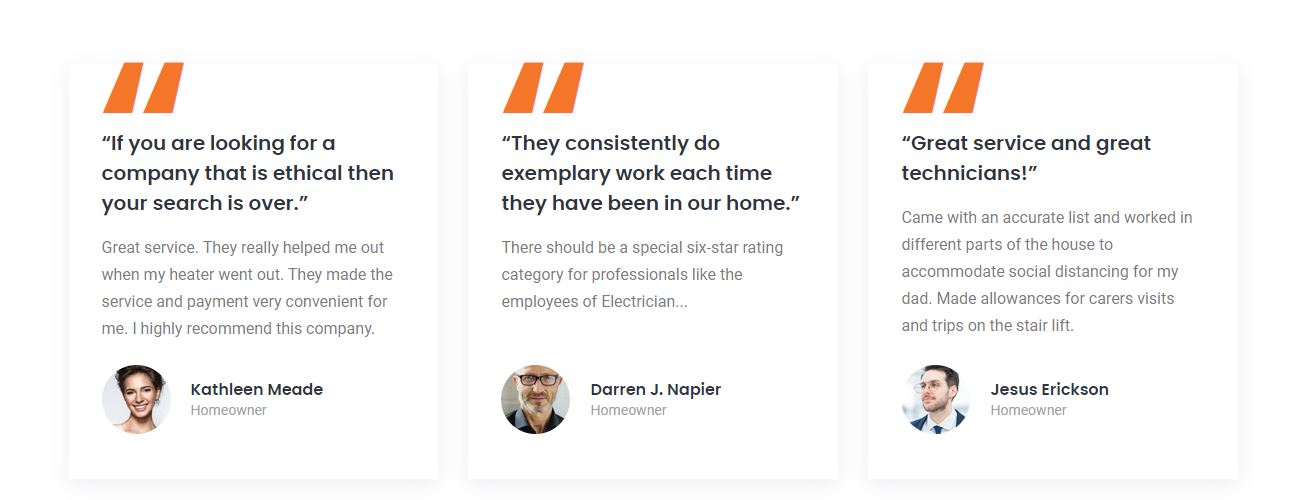 “If you are looking for a
company that is ethical then
your search is over.”
Great service. They really helped me out
when my heater went out. They made the
service and payment very convenient for
me. I highly recommend this company.
Kathleen Meade
Homeowner
“They consistently do
exemplary work each time
they have been in our home.”
There should be a special six-star rating
category for professionals like the
employees of Electrician...
Darren J. Napier
Homeowner
“Great service and great
technicians!”
Came with an accurate list and worked in
different parts of the house to
accommodate social distancing for my
dad. Made allowances for carers visits
and trips on the stair lift.
Jesus Erickson
Homeowner